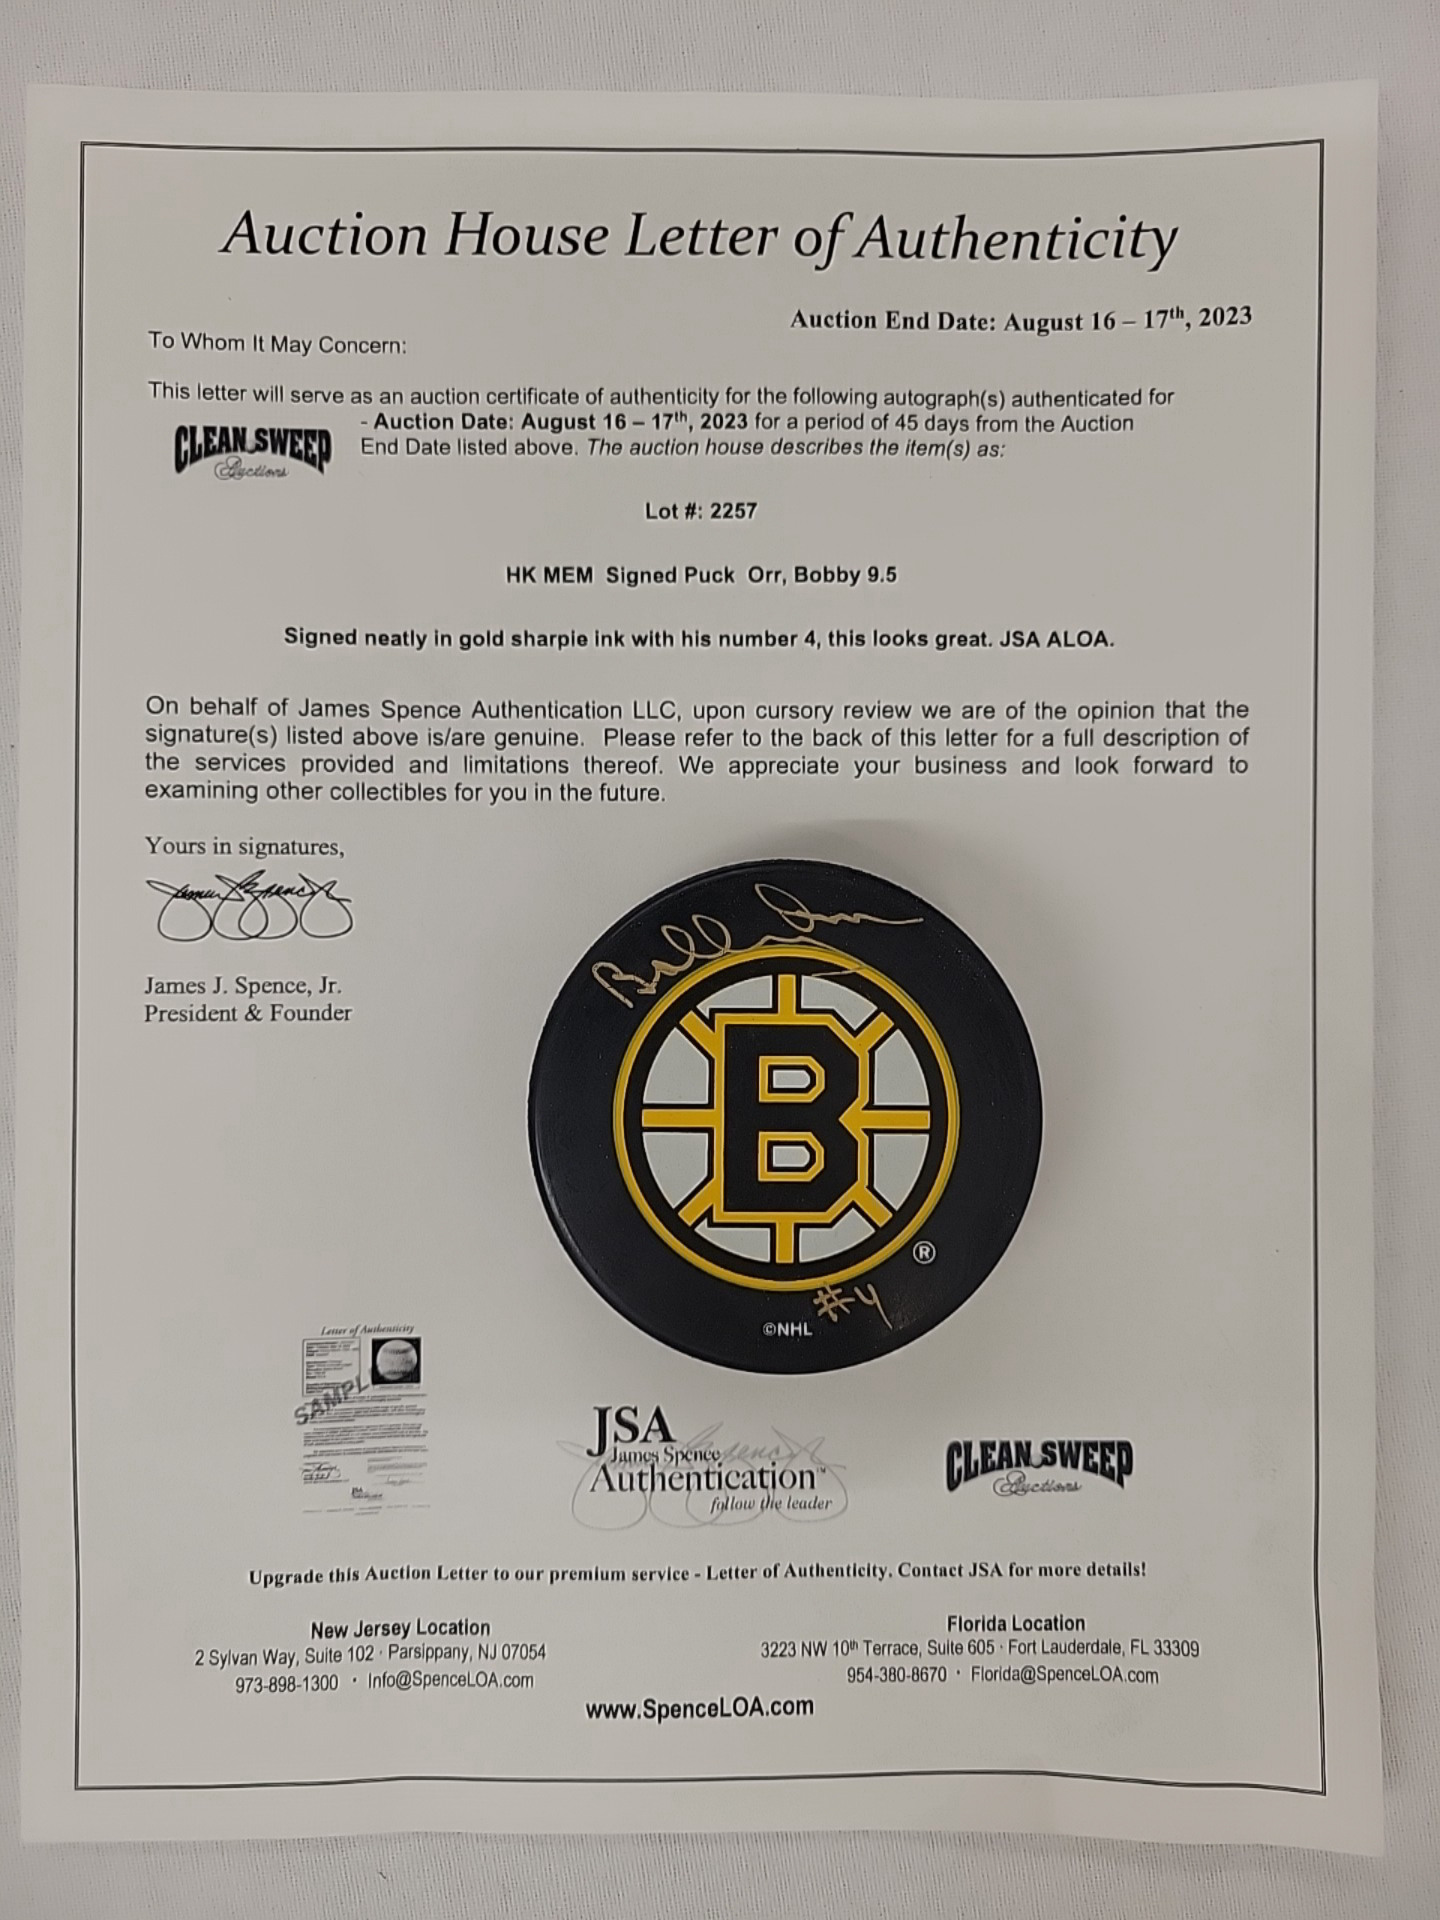 Auction House Letter of Authenticity
Auction End Date: August 16 – 17th, 2023
To Whom It May Concern:
This letter will serve as an auction certificate of authenticity for the following autograph(s) authenticated for
CLEAN SWEEP Auctions
- Auction Date: August 16 – 17th, 2023 for a period of 45 days from the Auction
End Date listed above. The auction house describes the item(s) as:
Lot #: 2257
HK MEM Signed Puck Orr, Bobby 9.5
Signed neatly in gold sharpie ink with his number 4, this looks great. JSA ALOA.
On behalf of James Spence Authentication LLC, upon cursory review we are of the opinion that the
signature(s) listed above is/are genuine. Please refer to the back of this letter for a full description of
the services provided and limitations thereof. We appreciate your business and look forward to
examining other collectibles for you in the future.
Yours in signatures,
James Spence Jr
James J. Spence, Jr.
President & Founder
Bobby Orr
B
®
#4
©NHL
Letter of Authenticity
SAMPLE
JSA
James Spence
Authentication™
follow the leader
CLEAN SWEEP
Auctions
Upgrade this Auction Letter to our premium service - Letter of Authenticity. Contact JSA for more details!
New Jersey Location
2 Sylvan Way, Suite 102 · Parsippany, NJ 07054
973-898-1300 · Info@SpenceLOA.com
Florida Location
3223 NW 10th Terrace, Suite 605 · Fort Lauderdale, FL 33309
954-380-8670 · Florida@SpenceLOA.com
www.SpenceLOA.com